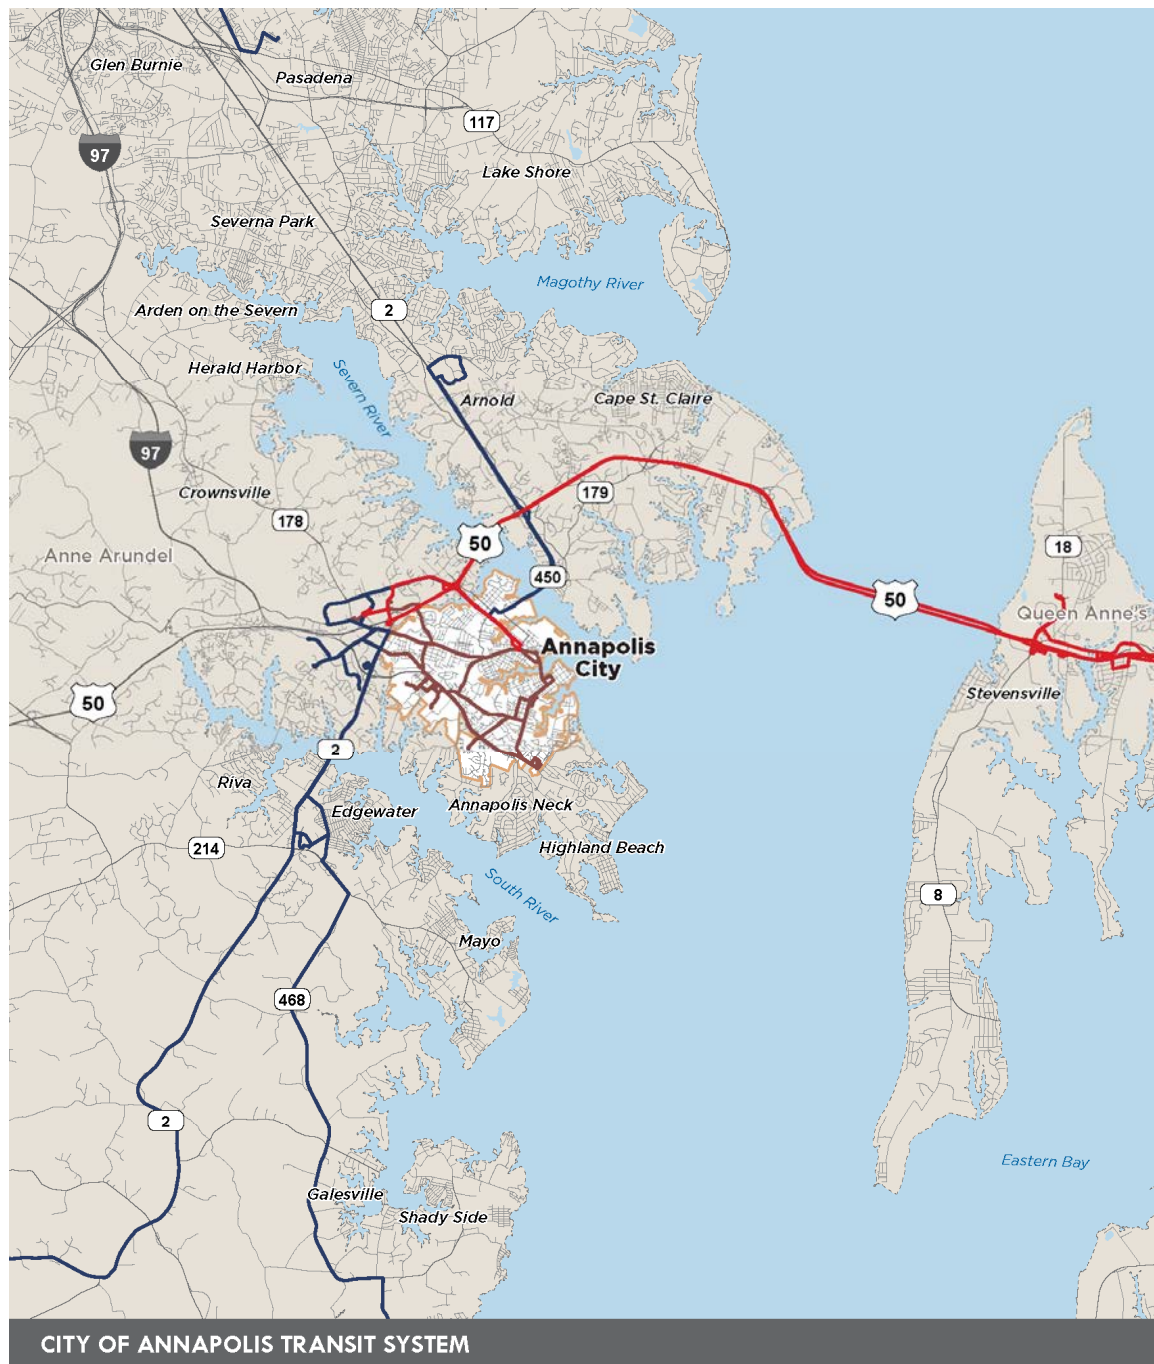 Glen Burnie
Pasadena
117
97
Lake Shore
Severna Park
Magothy River
Arden on the Severn
2
Herald Harbor
Severn River
Arnold
Cape St. Claire
97
Crownsville
179
178
50
18
Anne Arundel
450
50
Queen Anne's
Annapolis
City
50
Stevensville
2
Riva
Edgewater
Annapolis Neck
214
Highland Beach
South River
8
Mayo
468
2
Eastern Bay
Galesville
Shady Side
CITY OF ANNAPOLIS TRANSIT SYSTEM